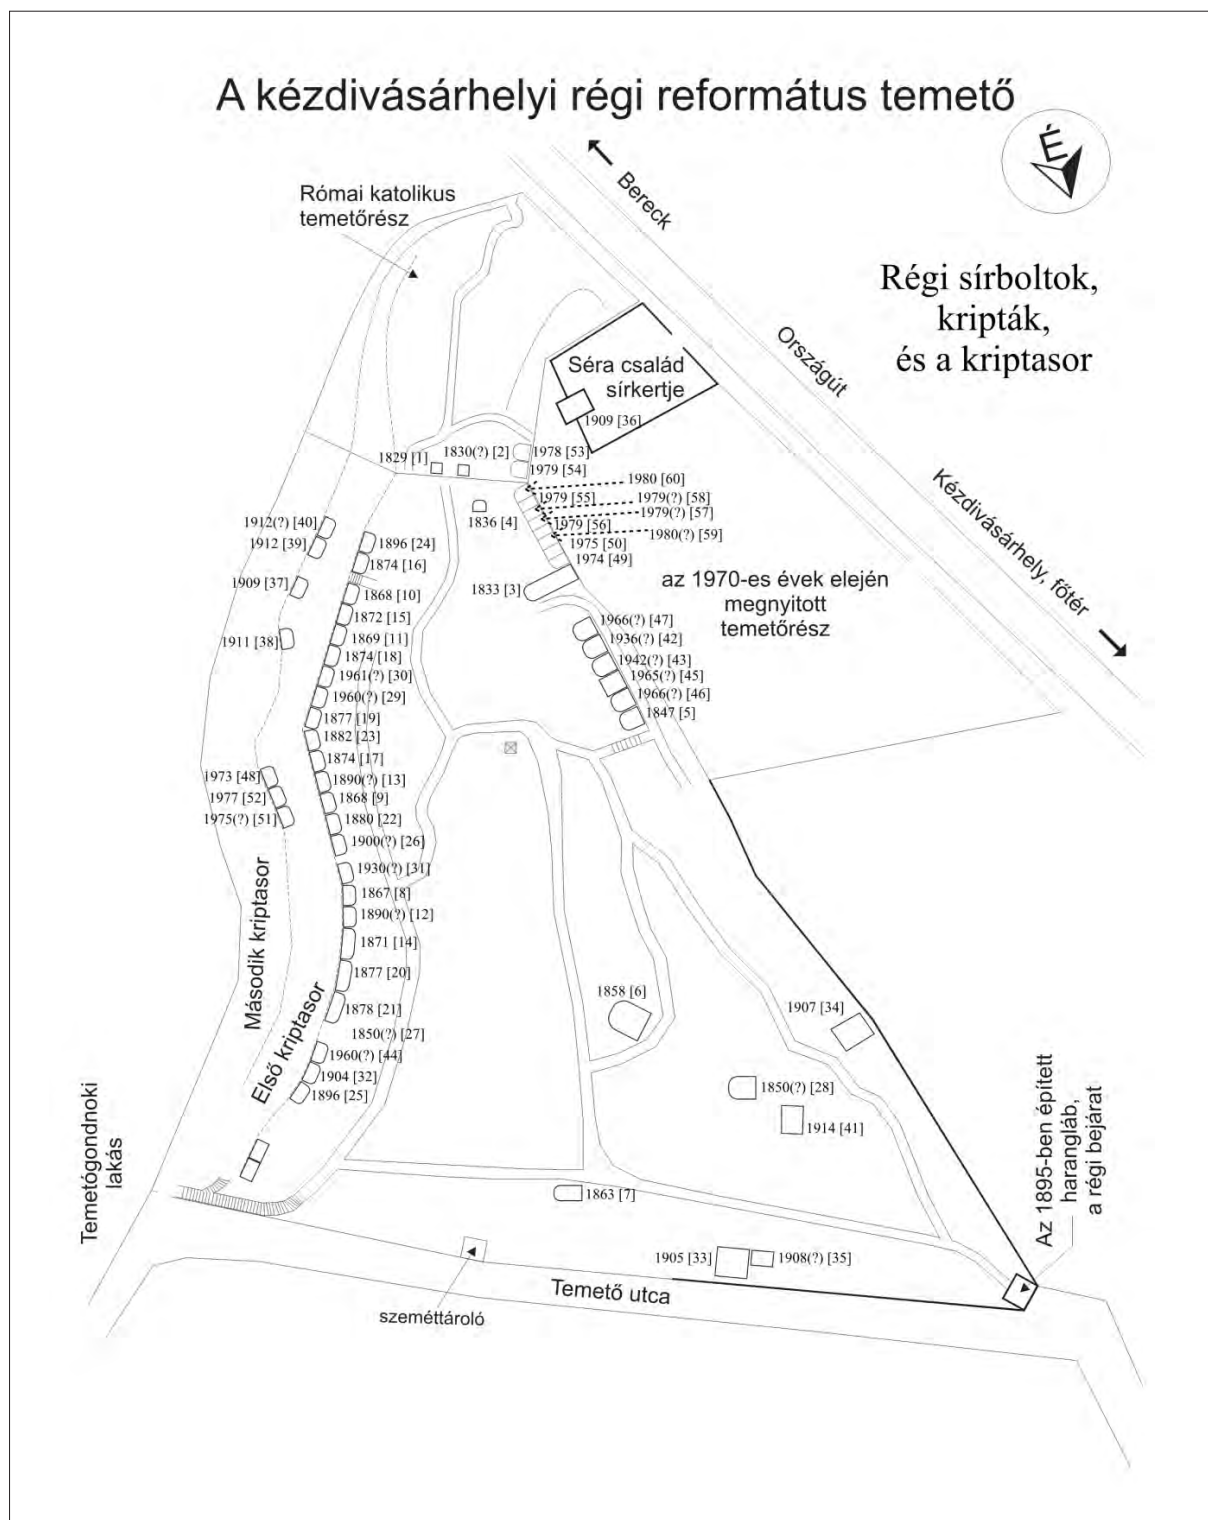 A kézdivásárhelyi régi református temető
É
Bereck
Római katolikus
temetőrész
Régi sírboltok,
kripták,
és a kriptasor
Országút
Séra család
sírkertje
1909 [36]
Kézdivásárhely, főtér
1829 [1]
1830(?) [2]
1978 [53]
1979 [54]
1980 [60]
1979 [55]
1979(?) [58]
1979(?) [57]
1836 [4]
1979 [56]
1980(?) [59]
1975 [50]
1974 [49]
1833 [3]
az 1970-es évek elején
megnyitott
temetőrész
1912(?) [40]
1912 [39]
1909 [37]
1911 [38]
1896 [24]
1874 [16]
1868 [10]
1872 [15]
1869 [11]
1874 [18]
1961(?) [30]
1960(?) [29]
1877 [19]
1882 [23]
1874 [17]
1890(?) [13]
1868 [9]
1880 [22]
1900(?) [26]
1930(?) [31]
1867 [8]
1890(?) [12]
1871 [14]
1877 [20]
1878 [21]
1850(?) [27]
1960(?) [44]
1904 [32]
1896 [25]
1966(?) [47]
1936(?) [42]
1942(?) [43]
1965(?) [45]
1966(?) [46]
1847 [5]
1973 [48]
1977 [52]
1975(?) [51]
Második kriptasor
Első kriptasor
1858 [6]
1907 [34]
1850(?) [28]
1914 [41]
Temetőgondnoki
lakás
Az 1895-ben épített
harangláb,
a régi bejárat
1863 [7]
1905 [33]
1908(?) [35]
Temető utca
szeméttároló